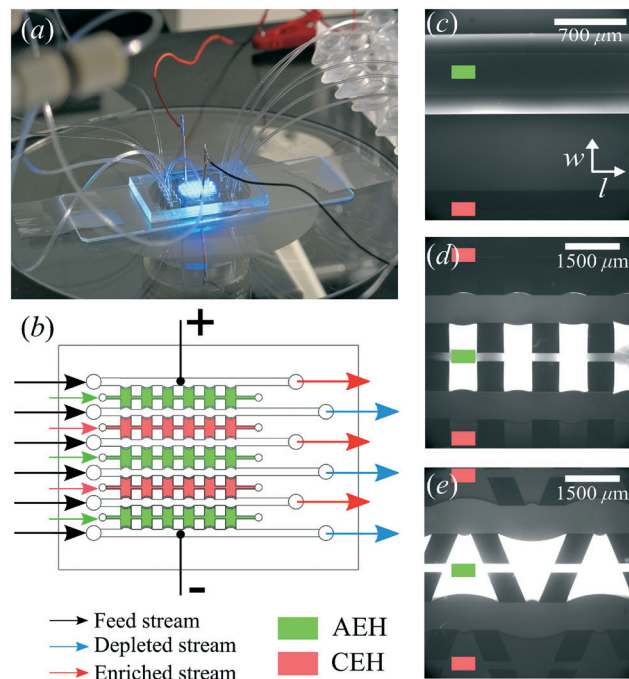 (a)
(c)
700 μm
w
l
(d)
1500 μm
(b)
+
-
(e)
1500 μm
Feed stream
Depleted stream
Enriched stream
AEH
CEH